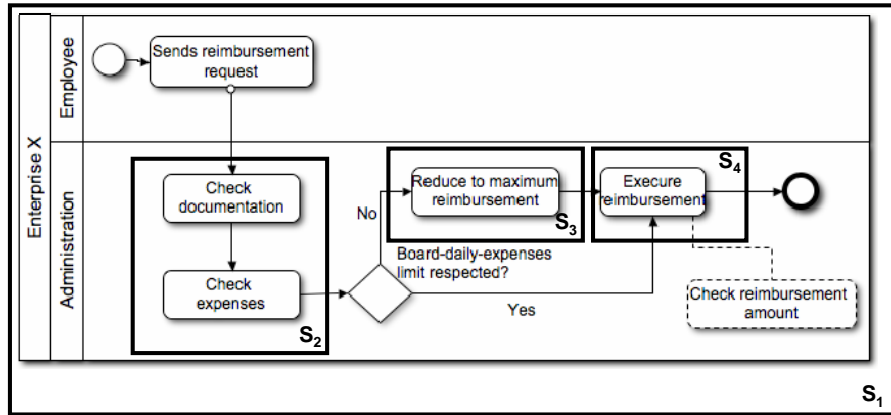 Enterprise X
Employee
Sends reimbursement
request
Administration
Check
documentation
Check
expenses
S2
No
Reduce to maximum
reimbursement
S3
Board-daily-expenses
limit respected?
Yes
Execure
reimbursement
S4
Check reimbursement
amount
S1